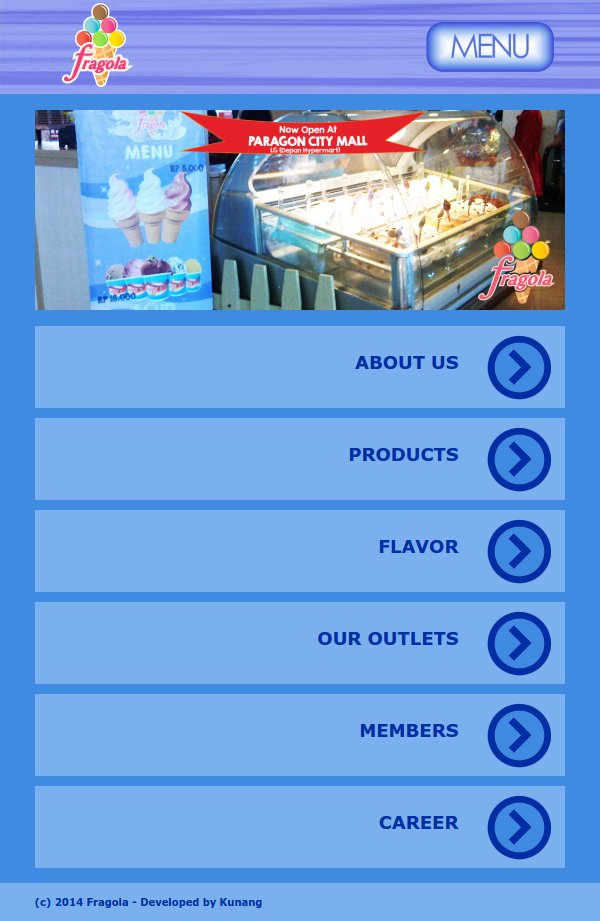 fragola
MENU
fragola
MENU
RP 5,000
RP 10.000
Now Open At
PARAGON CITY MALL
LG (Depan Hypermart)
fragola
ABOUT US
PRODUCTS
FLAVOR
OUR OUTLETS
MEMBERS
CAREER
(c) 2014 Fragola - Developed by Kunang